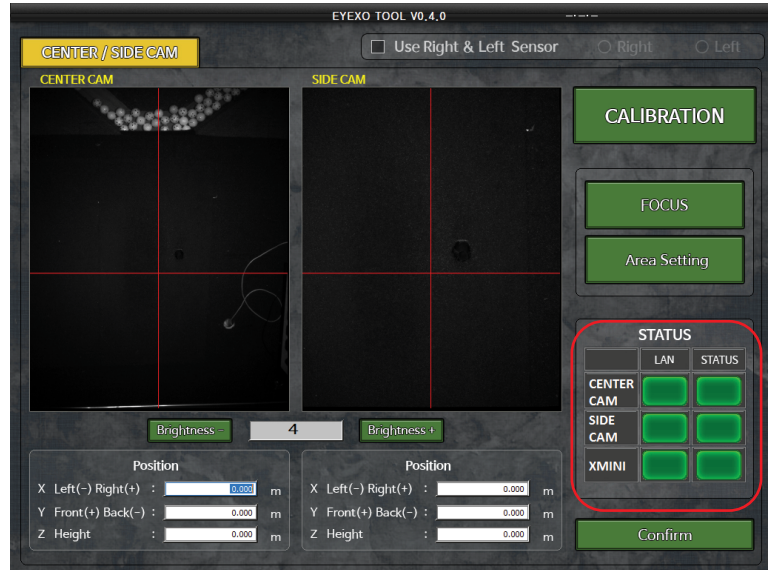 EYEXO TOOL V0.4.0
CENTER / SIDE CAM
Use Right & Left Sensor
Right
Left
CENTER CAM
SIDE CAM
CALIBRATION
FOCUS
Area Setting
STATUS
LAN STATUS
CENTER CAM
SIDE CAM
XMINI
Brightness -
4
Brightness +
Position
X Left(-) Right(+) : 0.000 m
Y Front(+) Back(-) : 0.000 m
Z Height : 0.000 m
Position
X Left(-) Right(+) : 0.000 m
Y Front(+) Back(-) : 0.000 m
Z Height : 0.000 m
Confirm